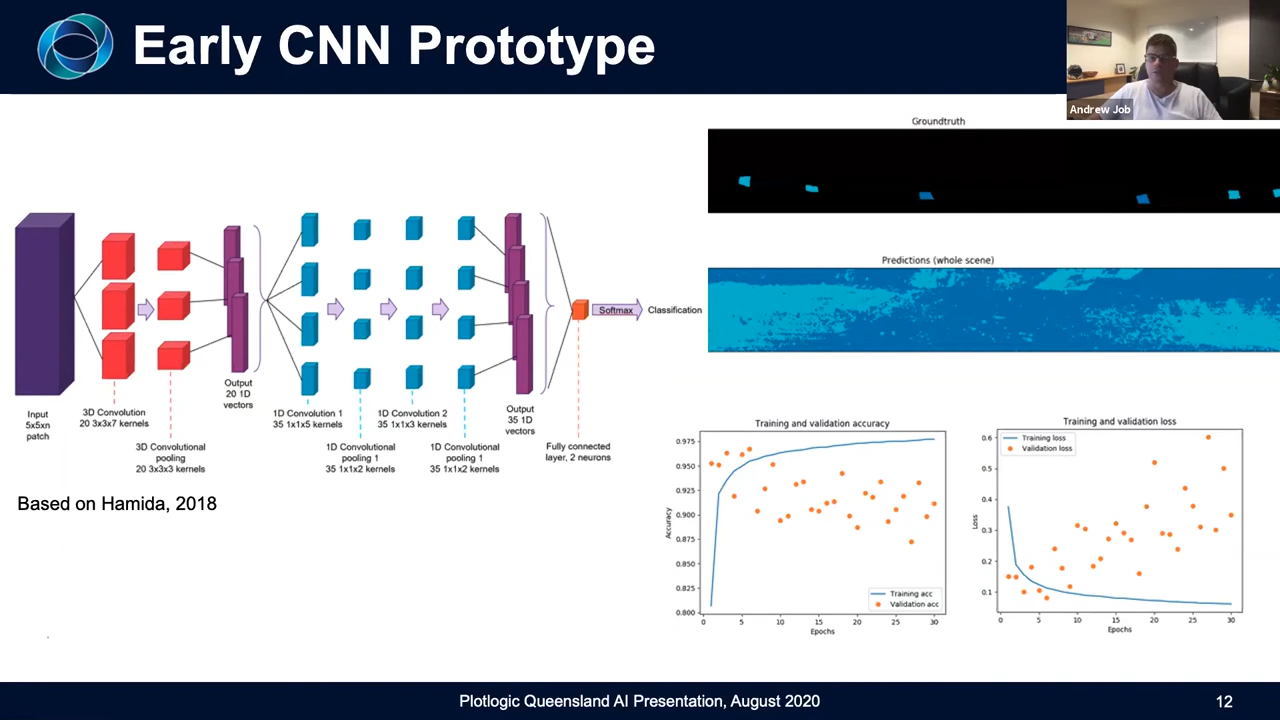 Early CNN Prototype
Andrew Job
Groundtruth
Predictions (whole scene)
Softmax
Classification
Input
5x5xn
patch
3D Convolution
20 3x3x7 kernels
3D Convolutional
pooling
20 3x3x3 kernels
Output
20 1D
vectors
1D Convolution 1
35 1x1x5 kernels
1D Convolutional
pooling 1
35 1x1x2 kernels
1D Convolution 2
35 1x1x3 kernels
1D Convolutional
pooling 1
35 1x1x2 kernels
Output
35 1D
vectors
Fully connected
layer, 2 neurons
Based on Hamida, 2018
Training and validation accuracy
0.975
0.950
0.925
0.900
0.875
0.850
0.825
0.800
Accuracy
Training acc
Validation acc
0 5 10 15 20 25 30
Epochs
Training and validation loss
Training loss
Validation loss
0.6
0.5
0.4
0.3
0.2
0.1
Loss
0 5 10 15 20 25 30
Epochs
Plotlogic Queensland AI Presentation, August 2020
12